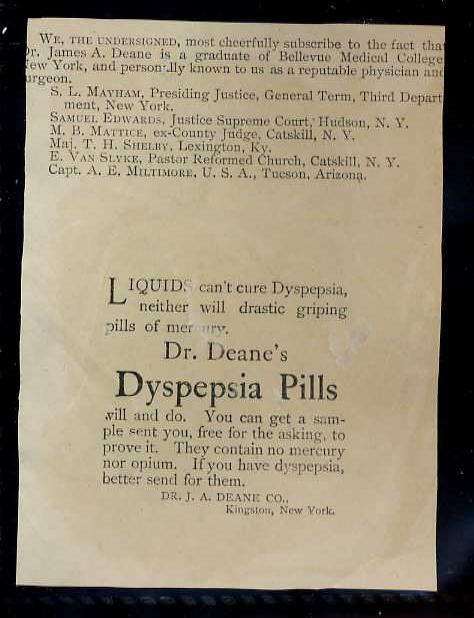 WE, THE UNDERSIGNED, most cheerfully subscribe to the fact tha
Dr. James A. Deane is a graduate of Bellevue Medical College
New York, and personally known to us as a reputable physician and
urgeon.
S. L. MAYHAM, Presiding Justice, General Term, Third Depart
ment, New York.
SAMUEL EDWARDS, Justice Supreme Court, Hudson, N. Y.
M. B. MATTICE, ex-County Judge, Catskill, N. Y.
Maj. T. H. SHELBY, Lexington, Ky.
E. VAN SLYKE, Pastor Reformed Church, Catskill, N. Y.
Capt. A. E. MILTIMORE, U. S. A., Tucson, Arizona.
LIQUIDS can't cure Dyspepsia,
neither will drastic griping
pills of mercury.
Dr. Deane's
Dyspepsia Pills
will and do. You can get a sam-
ple sent you, free for the asking, to
prove it. They contain no mercury
nor opium. If you have dyspepsia,
better send for them.
DR. J. A. DEANE CO.,
Kingston, New York.